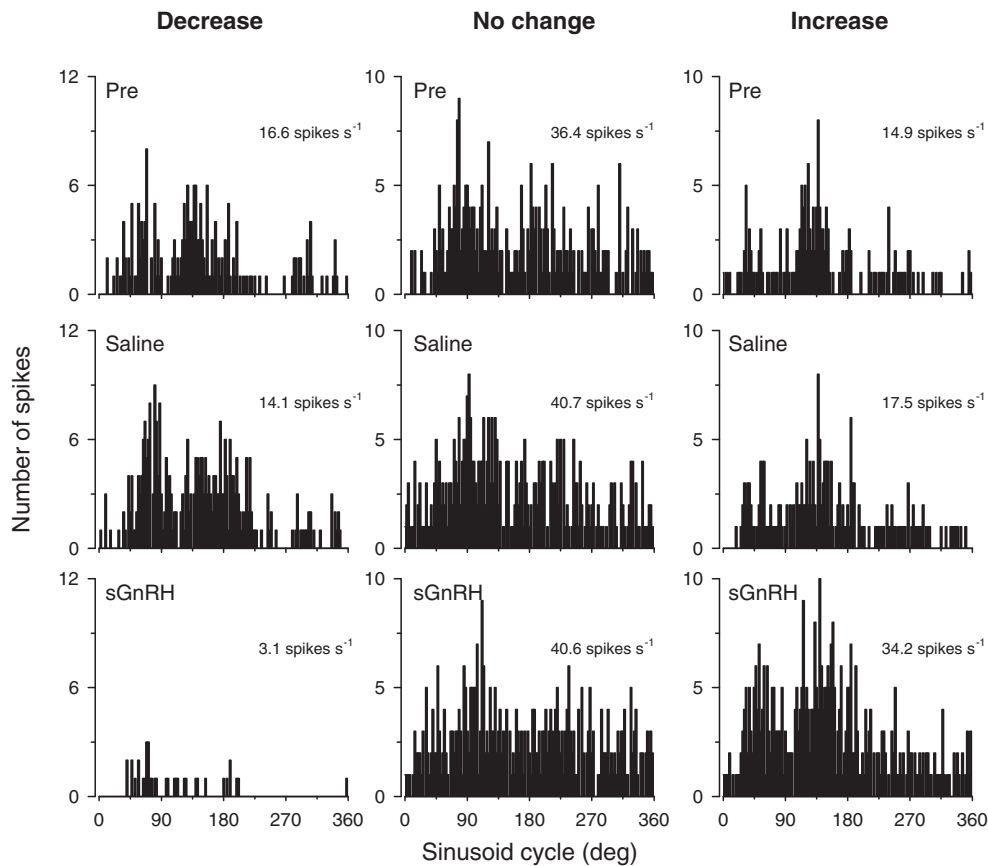 Decrease
No change
Increase
12
6
0
Pre
16.6 spikes s-1
10
5
0
Pre
36.4 spikes s-1
10
5
0
Pre
14.9 spikes s-1
12
6
0
Saline
14.1 spikes s-1
10
5
0
Saline
40.7 spikes s-1
10
5
0
Saline
17.5 spikes s-1
Number of spikes
12
6
0
sGnRH
3.1 spikes s-1
10
5
0
sGnRH
40.6 spikes s-1
10
5
0
sGnRH
34.2 spikes s-1
0 90 180 270 360
0 90 180 270 360
0 90 180 270 360
Sinusoid cycle (deg)